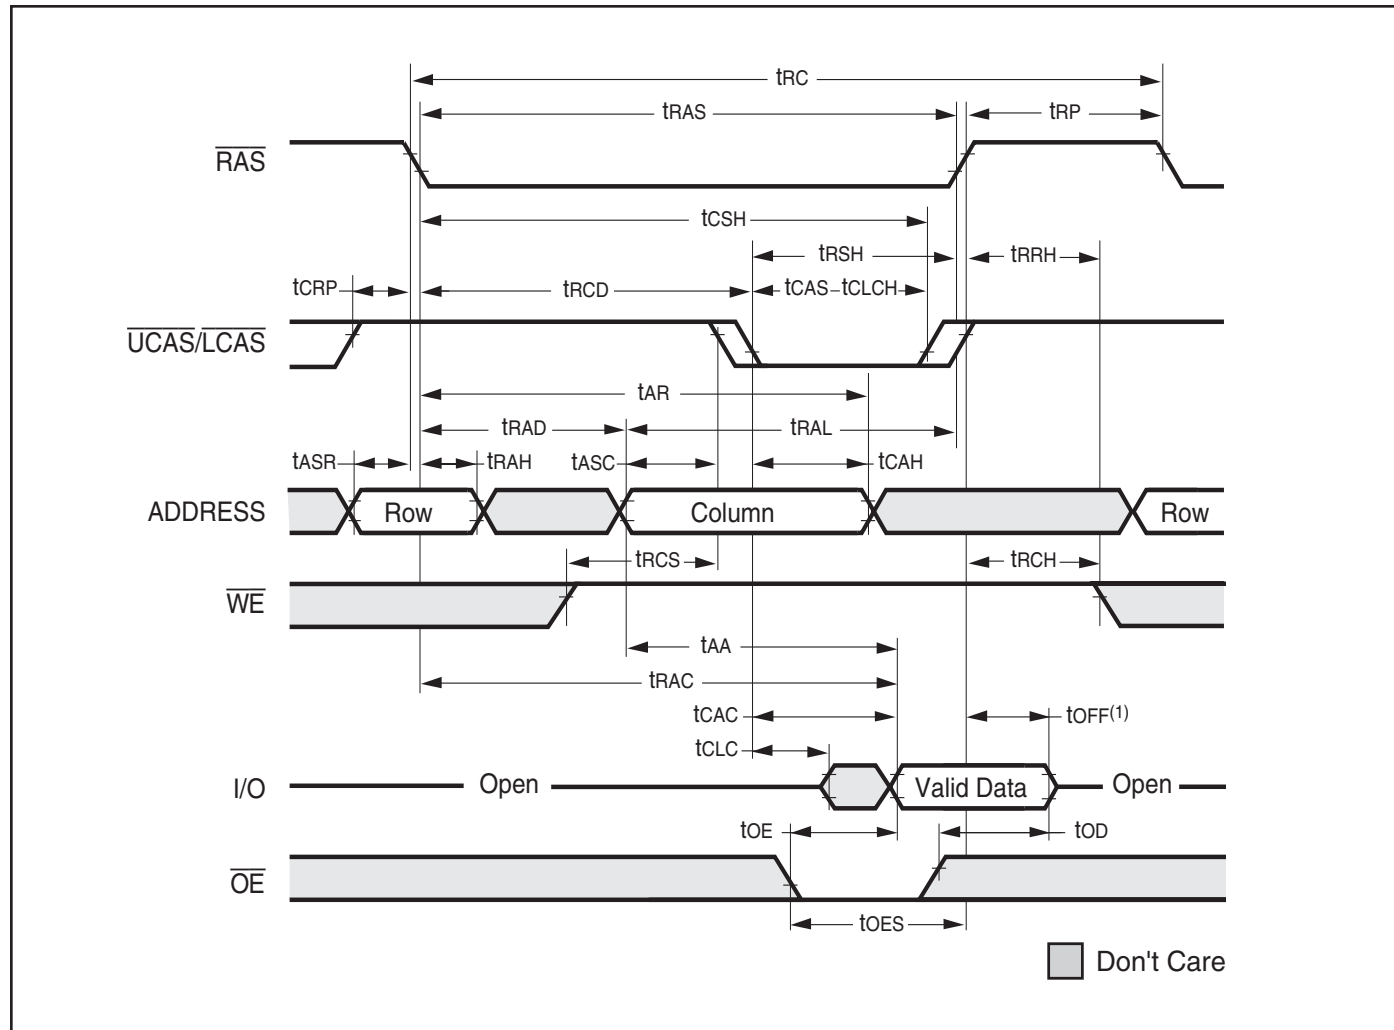 tRC
tRAS tRP
RAS
tCSH
tRSH tRRH
tCRP tRCD tCAS tCLCH
UCAS/LCAS
tAR
tRAD tRAL
tASR tRAH tASC tCAH
ADDRESS Row Column Row
tRCS tRCH
WE
tAA
tRAC
tCAC tOFF(1)
tCLC
I/O Open Valid Data Open
tOE tOD
OE
tOES
Don't Care